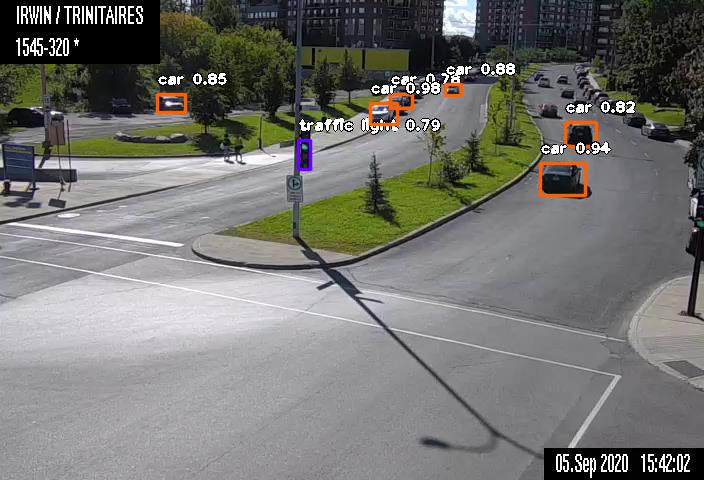 IRWIN / TRINITAIRES
1545-320 *
car 0.85
car 0.78
car 0.88
car 0.98
traffic light 0.79
car 0.82
car 0.94
05.Sep 2020 15:42:02